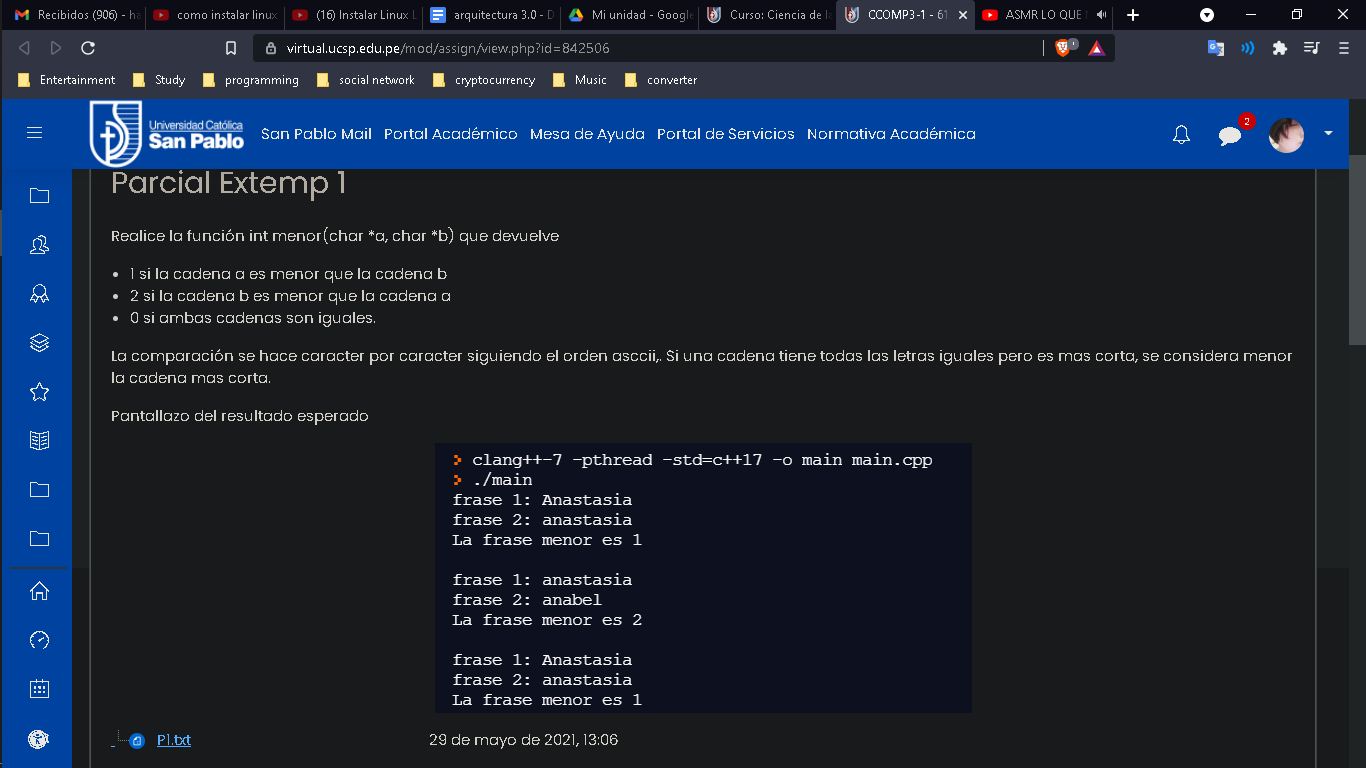 Recibidos (906) - ha
como instalar linux
(16) Instalar Linux L
arquitectura 3.0 - D
Mi unidad - Google
Curso: Ciencia de la
CCOMP3-1 - 61
ASMR LO QUE
virtual.ucsp.edu.pe/mod/assign/view.php?id=842506
Entertainment
Study
programming
social network
cryptocurrency
Music
converter
Universidad Católica
San Pablo
San Pablo Mail
Portal Académico
Mesa de Ayuda
Portal de Servicios
Normativa Académica
2
Parcial Extemp 1
Realice la función int menor(char *a, char *b) que devuelve
1 si la cadena a es menor que la cadena b
2 si la cadena b es menor que la cadena a
0 si ambas cadenas son iguales.
La comparación se hace caracter por caracter siguiendo el orden asccii,. Si una cadena tiene todas las letras iguales pero es mas corta, se considera menor
la cadena mas corta.
Pantallazo del resultado esperado
> clang++-7 -pthread -std=c++17 -o main main.cpp
> ./main
frase 1: Anastasia
frase 2: anastasia
La frase menor es 1
frase 1: anastasia
frase 2: anabel
La frase menor es 2
frase 1: Anastasia
frase 2: anastasia
La frase menor es 1
P1.txt
29 de mayo de 2021, 13:06